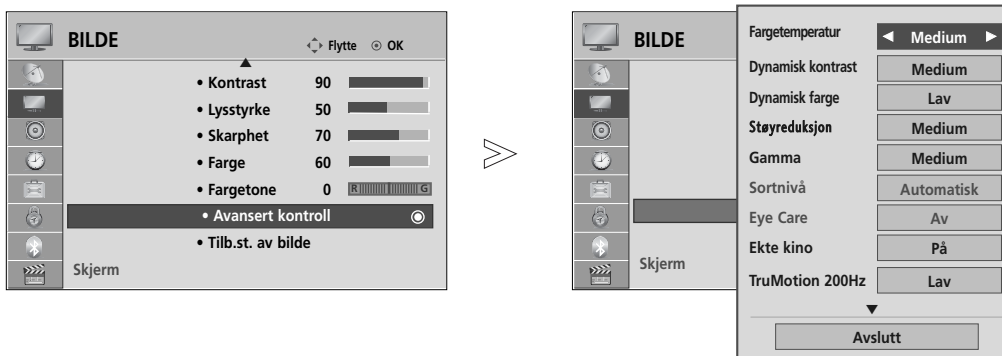 BILDE
Flytte OK
• Kontrast 90
• Lysstyrke 50
• Skarphet 70
• Farge 60
• Fargetone 0 R G
• Avansert kontroll
• Tilb.st. av bilde
Skjerm
BILDE
Skjerm
Fargetemperatur Medium
Dynamisk kontrast Medium
Dynamisk farge Lav
Støyreduksjon Medium
Gamma Medium
Sortnivå Automatisk
Eye Care Av
Ekte kino På
TruMotion 200Hz Lav
Avslutt